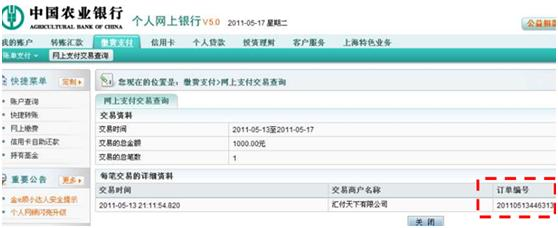 中国农业银行 个人网上银行V5.0 2011-05-17 星期二
AGRICULTURAL BANK OF CHINA
公益捐
我的账户 转账汇款 缴费支付 信用卡 个人贷款 投资理财 客户服务 上海特色业务
账单支付 网上支付交易查询
快捷菜单 定制
您现在的位置是：缴费支付>网上支付交易查询
账户查询
快捷转账
网上缴费
信用卡自助还款
持有基金
网上支付交易查询
交易资料
交易时间 2011-05-13至2011-05-17
交易的总金额 1000.00元
交易的总笔数 1
重要公告 更多
金e顺小达人安全提示
个人网银闪亮升级
每笔交易的详细资料
交易时间 交易商户名称 订单编号
2011-05-13 21:11:54.820 汇付天下有限公司 20110513446313
关 闭